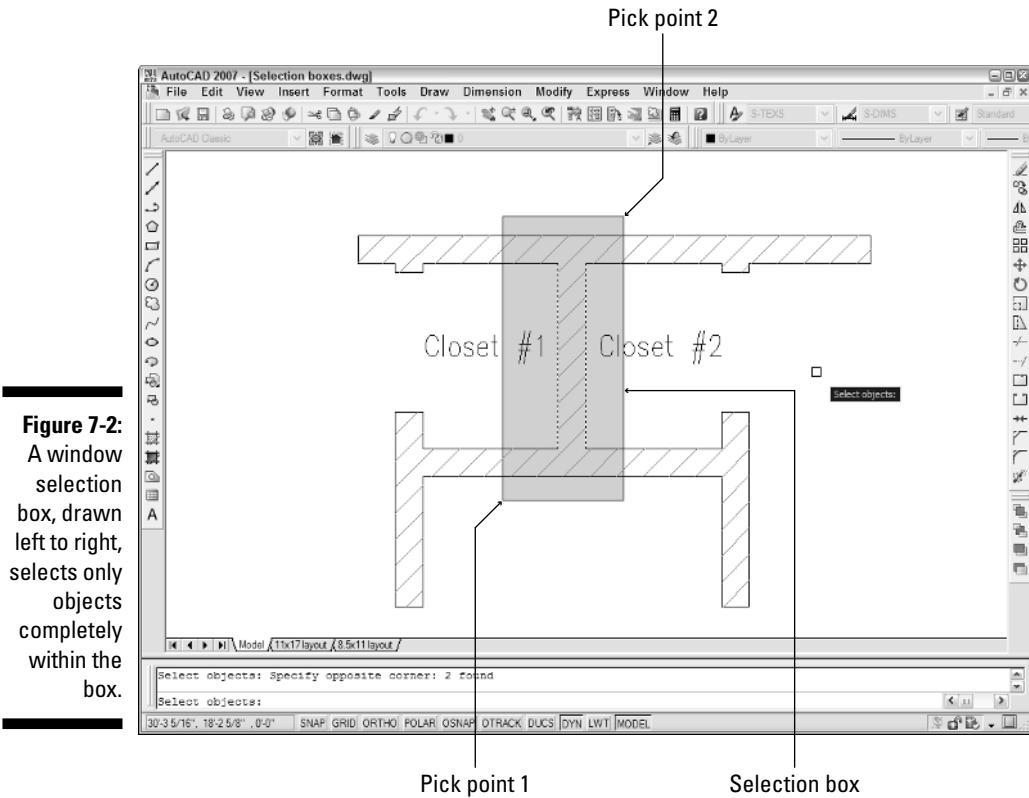 Pick point 2
AutoCAD 2007 - [Selection boxes.dwg]
File Edit View Insert Format Tools Draw Dimension Modify Express Window Help
S-TEXS S-DIMS Standard
AutoCAD Classic 0 ByLayer ByLayer B
Closet #1 Closet #2
Select objects:
A
Figure 7-2:
A window
selection
box, drawn
left to right,
selects only
objects
completely
within the
box.
Model 11x17 layout 8.5x11 layout
Select objects: Specify opposite corner: 2 found
Select objects:
30'-3 5/16", 18'-2 5/8" , 0'-0" SNAP GRID ORTHO POLAR OSNAP OTRACK DUCS DYN LWT MODEL
Pick point 1 Selection box